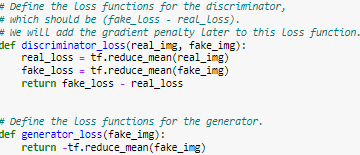 # Define the loss functions for the discriminator,
# which should be (fake_loss - real_loss).
# We will add the gradient penalty later to this loss function.
def discriminator_loss(real_img, fake_img):
    real_loss = tf.reduce_mean(real_img)
    fake_loss = tf.reduce_mean(fake_img)
    return fake_loss - real_loss

# Define the loss functions for the generator.
def generator_loss(fake_img):
    return -tf.reduce_mean(fake_img)